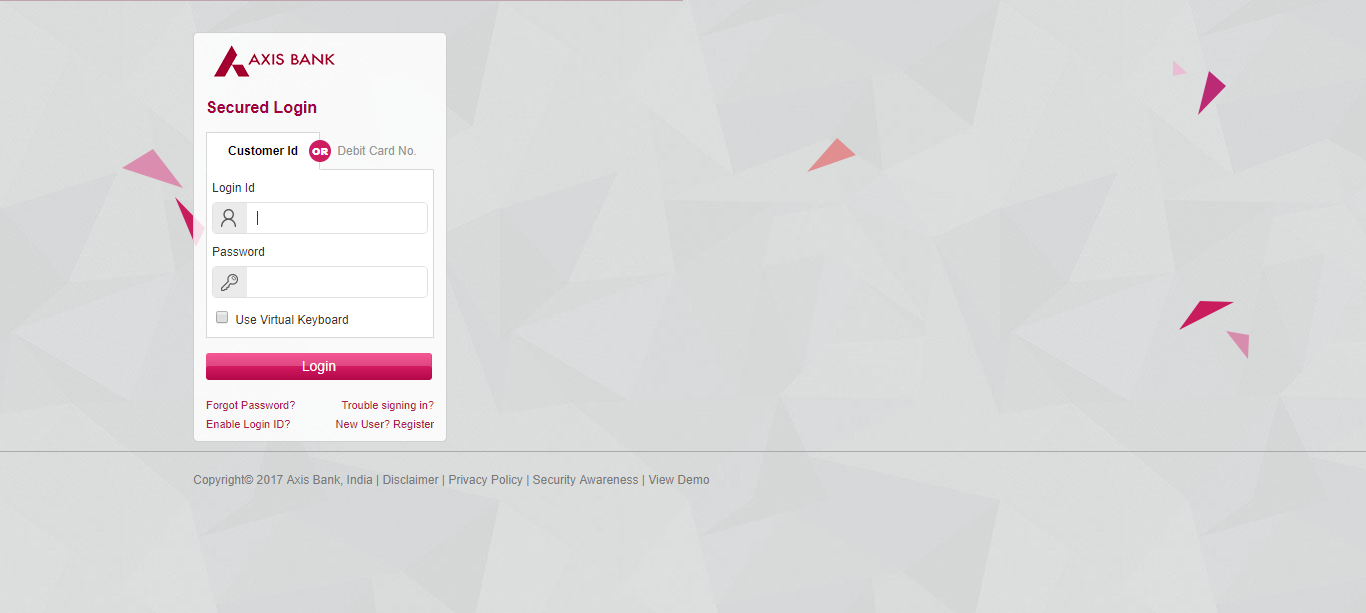 AXIS BANK
Secured Login
Customer Id OR Debit Card No.
Login Id
Password
Use Virtual Keyboard
Login
Forgot Password? Trouble signing in?
Enable Login ID? New User? Register
Copyright© 2017 Axis Bank, India | Disclaimer | Privacy Policy | Security Awareness | View Demo